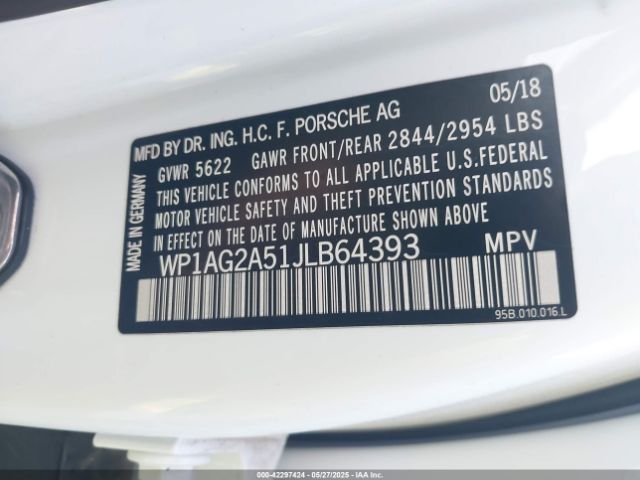 05/18
MFD BY DR. ING. H.C. F. PORSCHE AG
GVWR 5622 GAWR FRONT/REAR 2844/2954 LBS
THIS VEHICLE CONFORMS TO ALL APPLICABLE U.S.FEDERAL
MOTOR VEHICLE SAFETY AND THEFT PREVENTION STANDARDS
IN EFFECT ON THE DATE OF MANUFACTURE SHOWN ABOVE
WP1AG2A51JLB64393 MPV
95B.010.016 L
MADE IN GERMANY
000-42297424 - 05/27/2025 - IAA Inc.